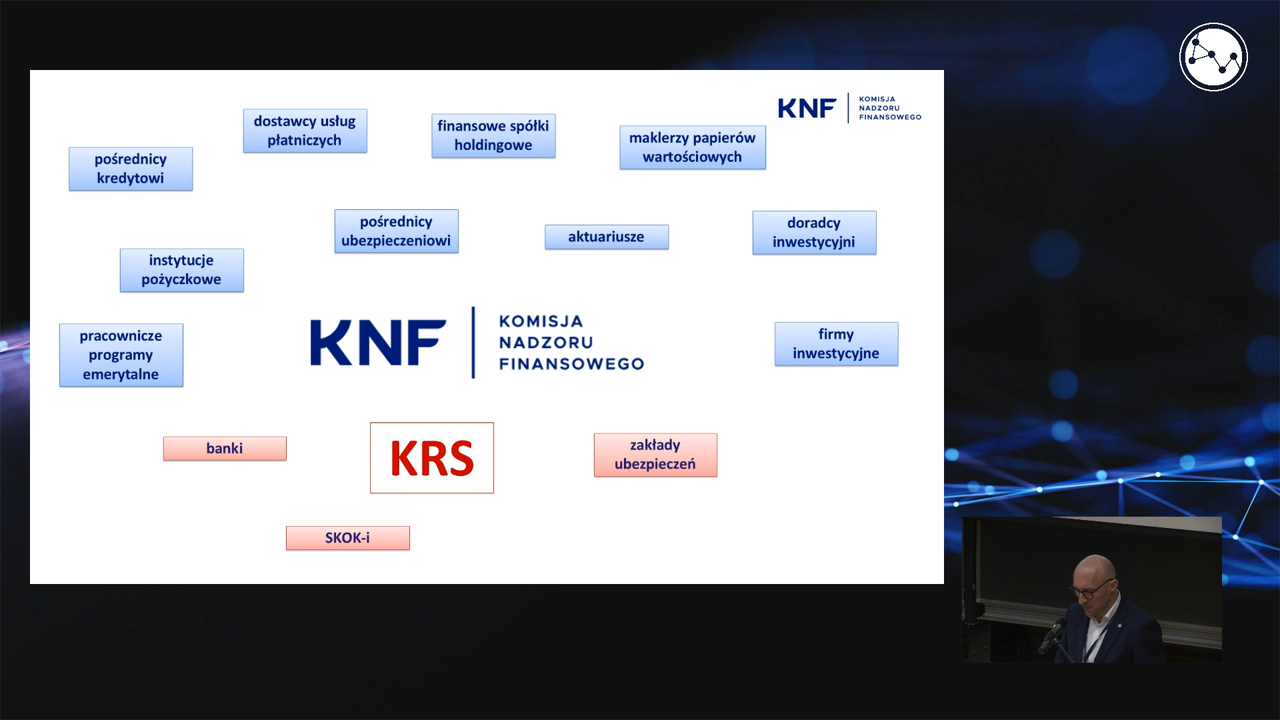 KNF
KOMISJA
NADZORU
FINANSOWEGO
dostawcy usług
płatniczych
finansowe spółki
holdingowe
maklerzy papierów
wartościowych
pośrednicy
kredytowi
pośrednicy
ubezpieczeniowi
aktuariusze
doradcy
inwestycyjni
instytucje
pożyczkowe
pracownicze
programy
emerytalne
KNF
KOMISJA
NADZORU
FINANSOWEGO
firmy
inwestycyjne
banki
KRS
zakłady
ubezpieczeń
SKOK-i